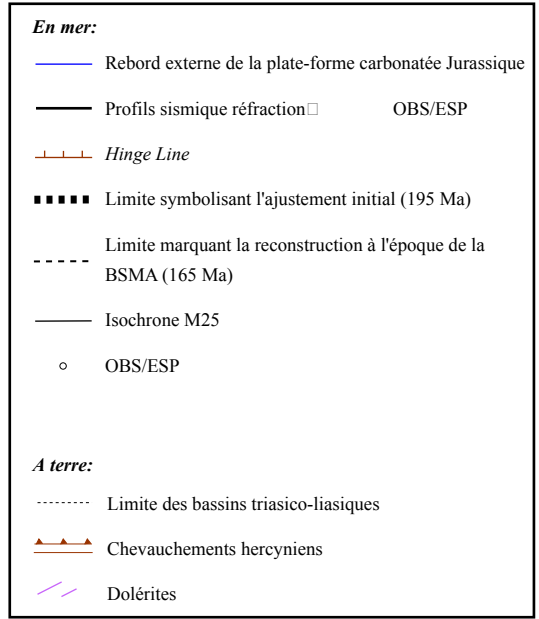 En mer:
Rebord externe de la plate-forme carbonatée Jurassique
Profils sismique réfraction□ OBS/ESP
Hinge Line
Limite symbolisant l'ajustement initial (195 Ma)
Limite marquant la reconstruction à l'époque de la
BSMA (165 Ma)
Isochrone M25
OBS/ESP
A terre:
Limite des bassins triasico-liasiques
Chevauchements hercyniens
Dolérites